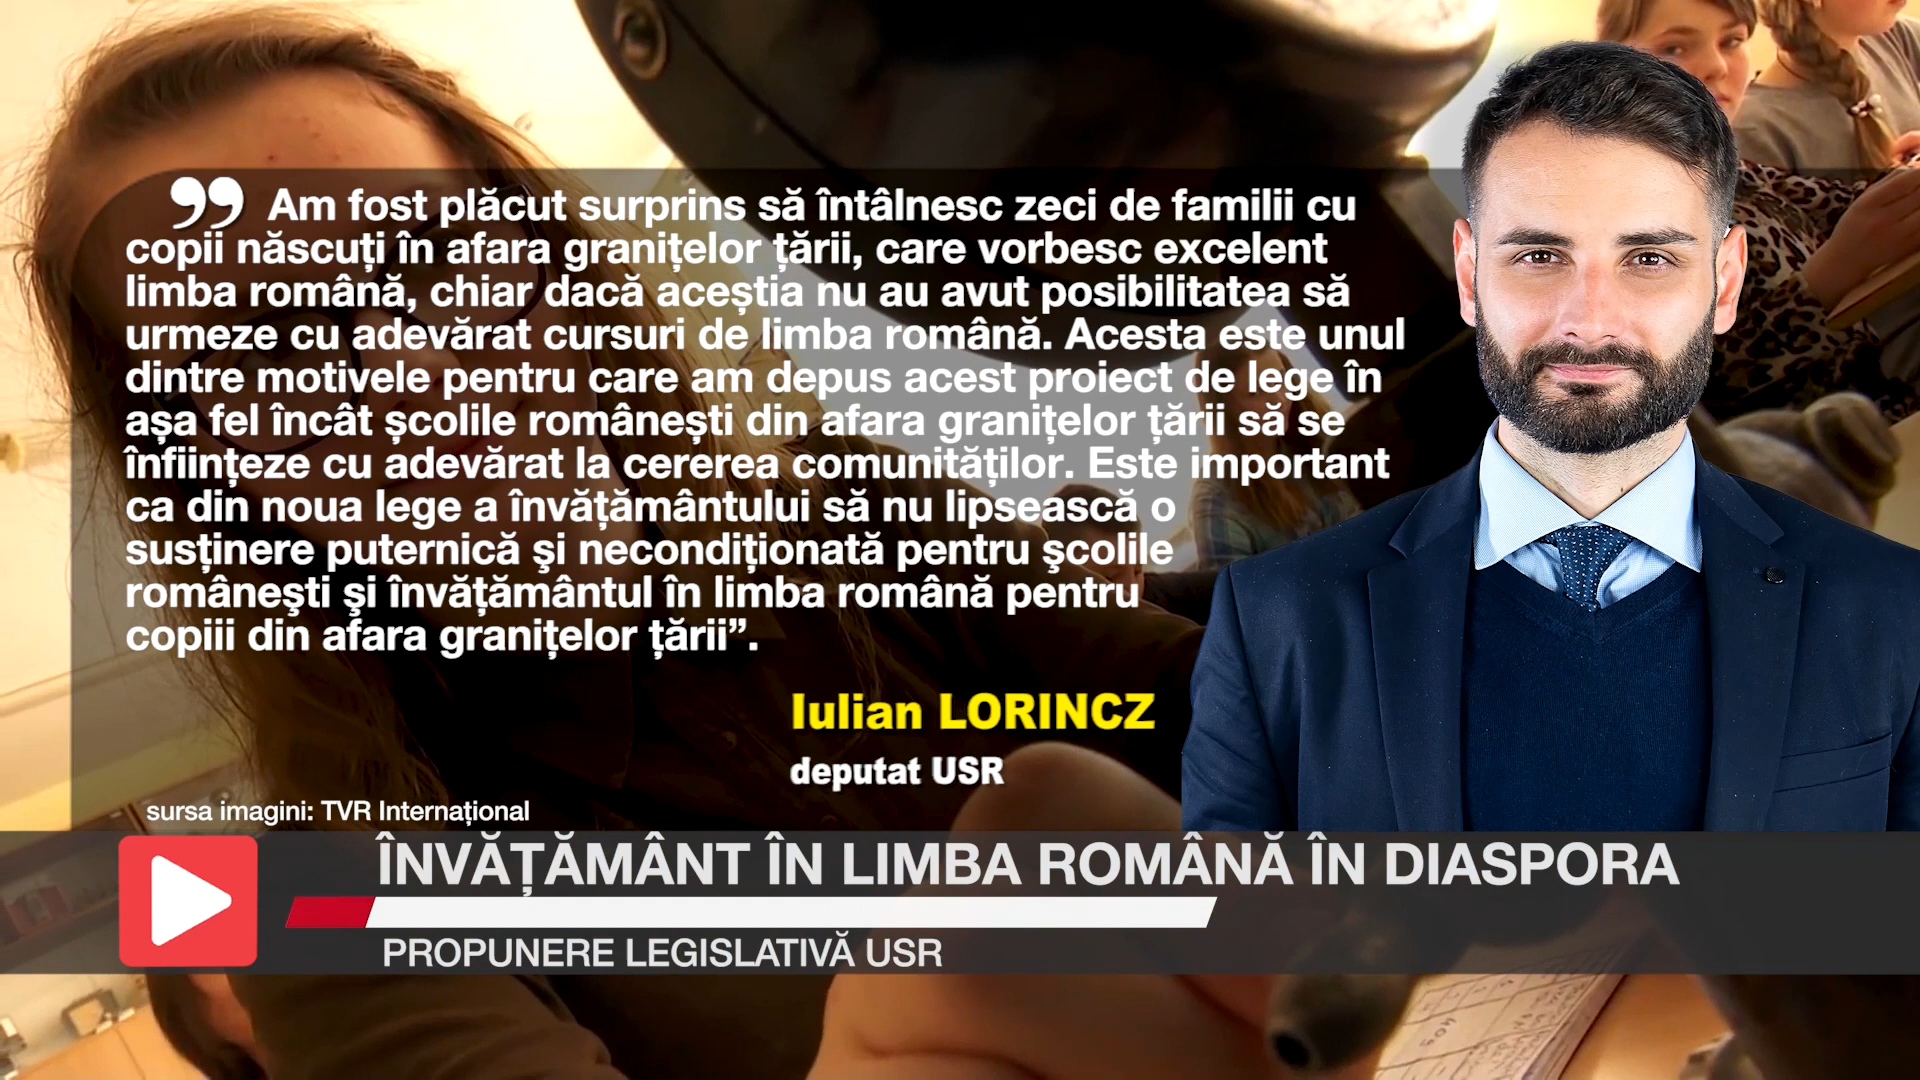 ”Am fost plăcut surprins să întâlnesc zeci de familii cu
copii născuți în afara granițelor țării, care vorbesc excelent
limba română, chiar dacă aceștia nu au avut posibilitatea să
urmeze cu adevărat cursuri de limba română. Acesta este unul
dintre motivele pentru care am depus acest proiect de lege în
așa fel încât școlile românești din afara granițelor țării să se
înființeze cu adevărat la cererea comunităților. Este important
ca din noua lege a învățământului să nu lipsească o
susținere puternică şi necondiționată pentru şcolile
româneşti şi învățământul în limba română pentru
copiii din afara granițelor țării”.
Iulian LORINCZ
deputat USR
sursa imagini: TVR Internațional
ÎNVĂȚĂMÂNT ÎN LIMBA ROMÂNĂ ÎN DIASPORA
PROPUNERE LEGISLATIVĂ USR